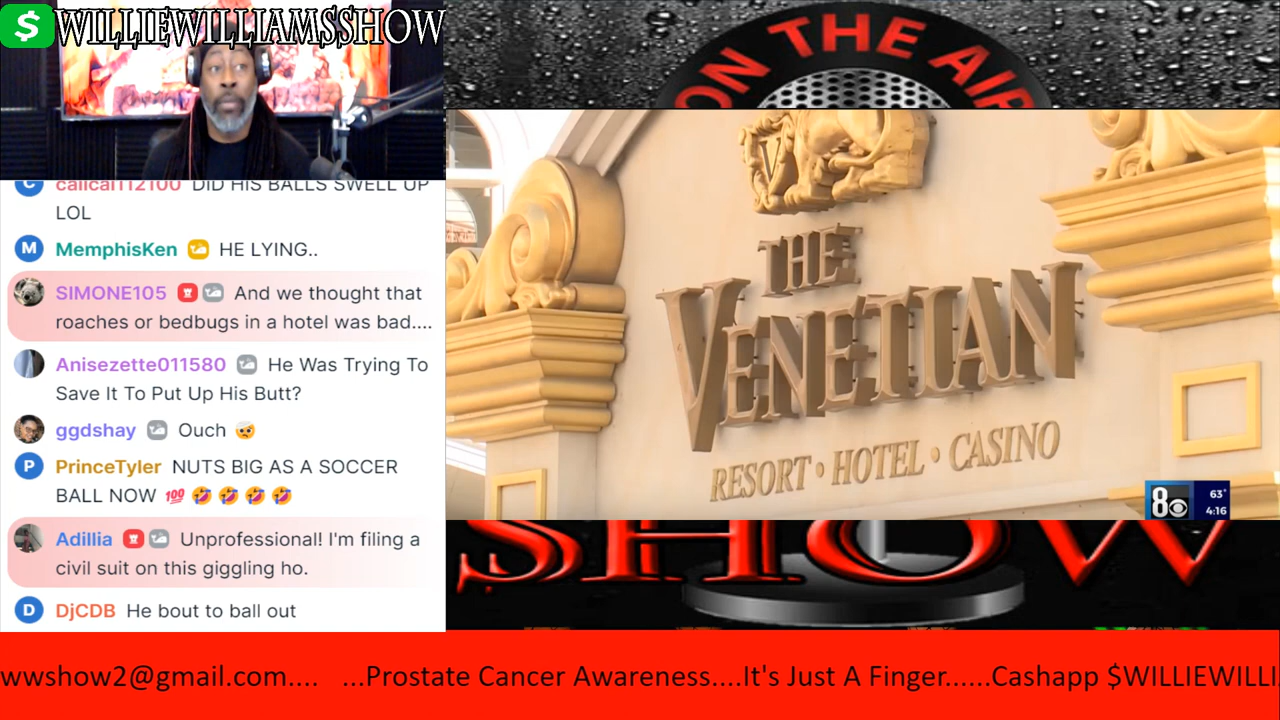 $ WILLIEWILLIAMSSHOW
ON THE AIR
calical112100 DID HIS BALLS SWELL UP
LOL
M MemphisKen HE LYING..
SIMONE105 And we thought that
roaches or bedbugs in a hotel was bad....
Anisezette011580 He Was Trying To
Save It To Put Up His Butt?
ggdshay Ouch 🤕
P PrinceTyler NUTS BIG AS A SOCCER
BALL NOW 💯 🤣 🤣 🤣 🤣
Adillia Unprofessional! I'm filing a
civil suit on this giggling ho.
D DjCDB He bout to ball out
V
THE
VENETIAN
RESORT • HOTEL • CASINO
8 63°
4:16
SHOW
wwshow2@gmail.com.... ...Prostate Cancer Awareness....It's Just A Finger......Cashapp $WILLIEWILLI